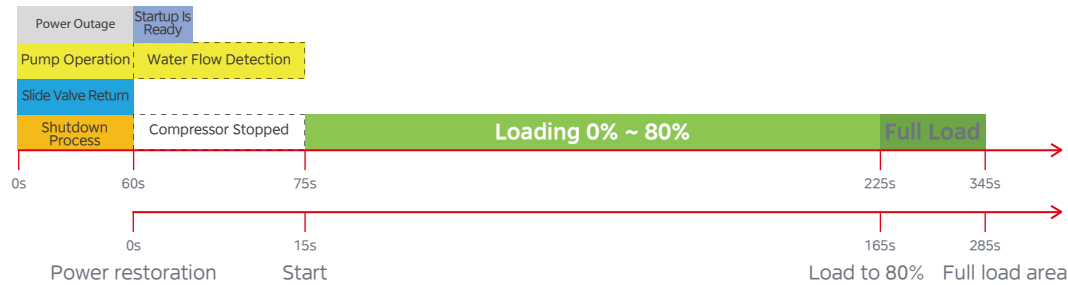 Power Outage
Startup Is
Ready
Pump Operation
Water Flow Detection
Slide Valve Return
Shutdown
Process
Compressor Stopped
Loading 0% ~ 80%
Full Load
0s
60s
75s
225s
345s
0s
15s
165s
285s
Power restoration
Start
Load to 80%
Full load area